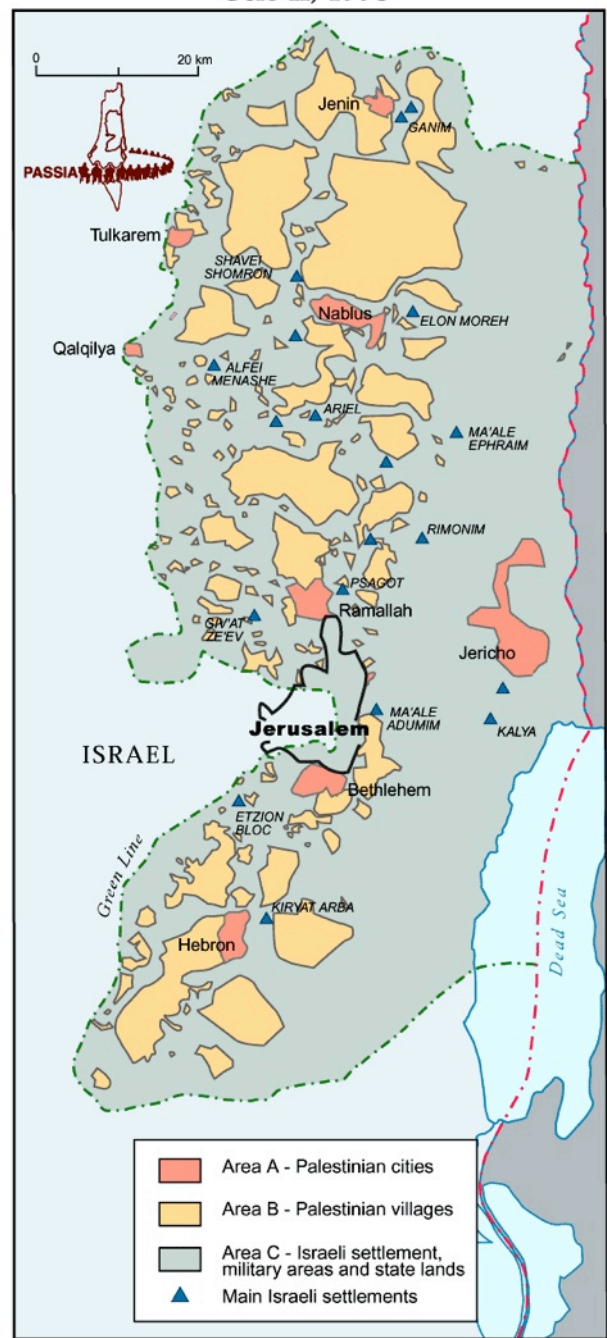 0
20 km
PASSIA
Jenin
GANIM
Tulkarem
SHAVEI
SHOMRON
Nablus
ELON MOREH
Qalqilya
ALFEI
MENASHE
ARIEL
MA'ALE
EPHRAIM
RIMONIM
PSAGOT
Ramallah
GIV'AT
ZE'EV
Jericho
Jerusalem
MA'ALE
ADUMIM
KALYA
ISRAEL
Bethlehem
ETZION
BLOC
Green Line
KIRYAT ARBA
Hebron
Dead Sea
Area A - Palestinian cities
Area B - Palestinian villages
Area C - Israeli settlement,
military areas and state lands
Main Israeli settlements